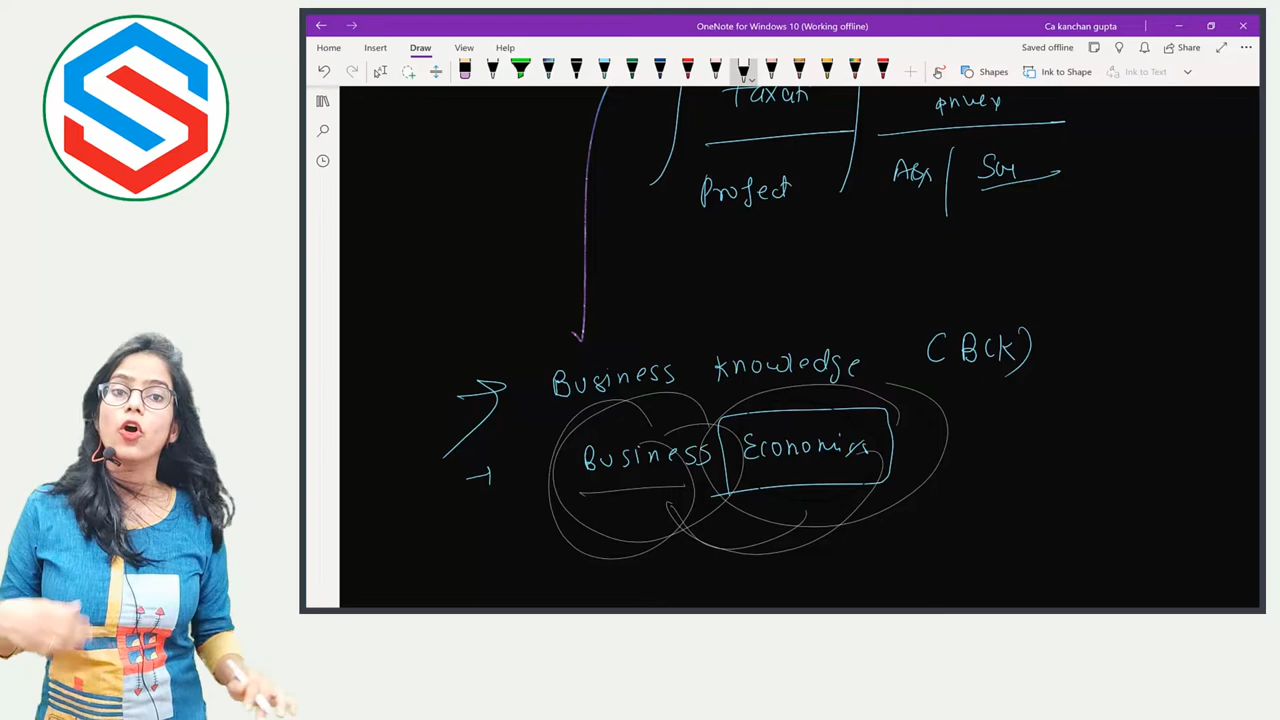 OneNote for Windows 10 (Working offline)
Ca kanchan gupta
Home Insert Draw View Help
Saved offline
Share
Shapes
Ink to Shape
Ink to Text
Project
Business knowledge (BCK)
Business Economics